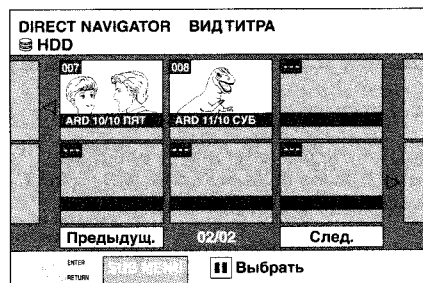 DIRECT NAVIGATOR ВИД ТИТРА
HDD
007
008
---
ARD 10/10 ПЯТ
ARD 11/10 СУБ
---
---
---
Предыдущ.
02/02
След.
ENTER
SUB MENU
Выбрать
RETURN